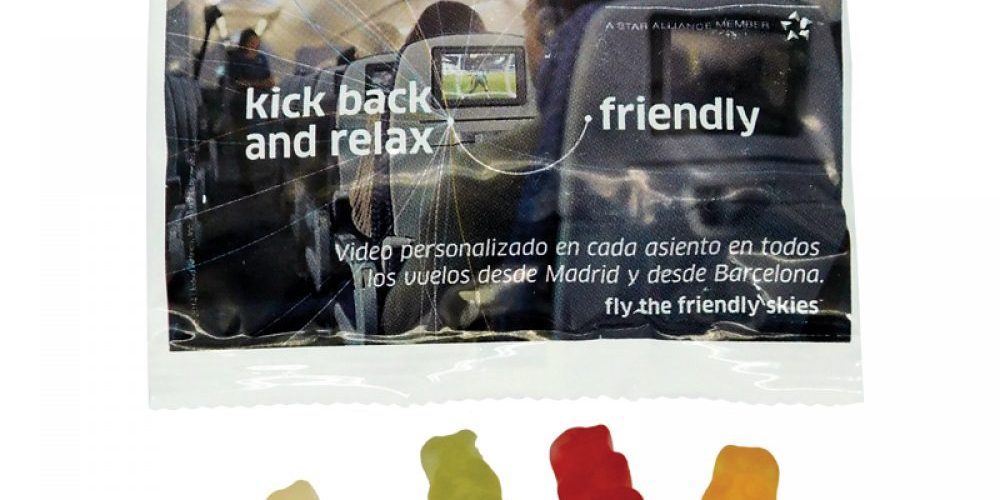 A STAR ALLIANCE MEMBER
kick back
and relax
friendly
Video personalizado en cada asiento en todos
los vuelos desde Madrid y desde Barcelona.
fly the friendly skies